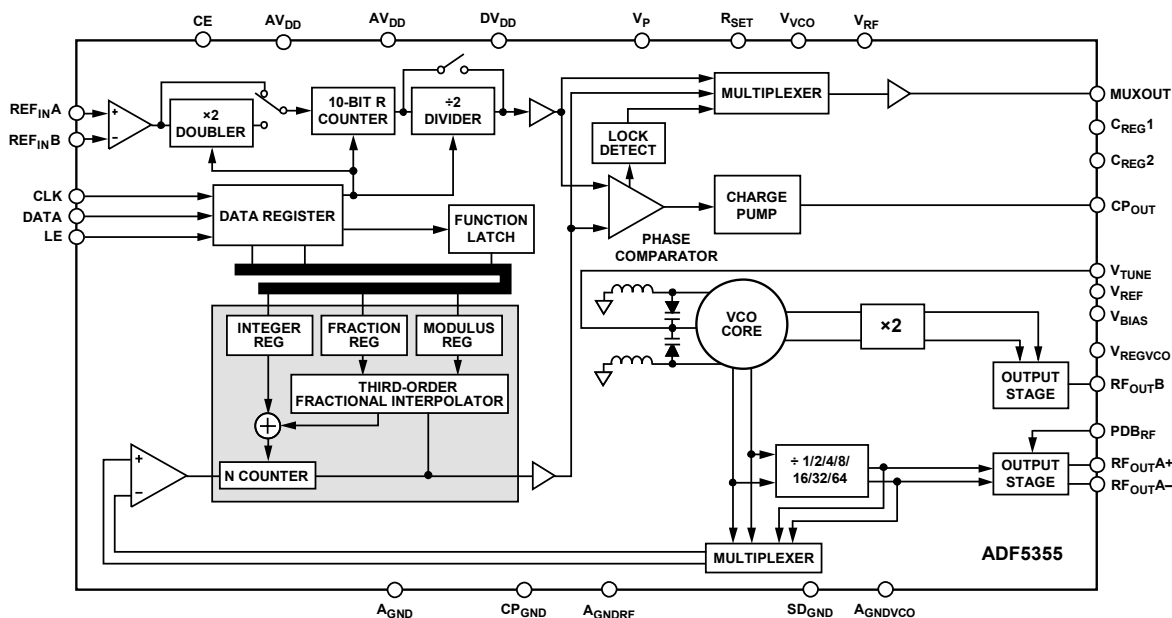 CE
AVDD
AVDD
DVDD
VP
RSET
VVCO
VRF
REFINA
REFINB
×2
DOUBLER
10-BIT R
COUNTER
÷2
DIVIDER
MULTIPLEXER
MUXOUT
CREG1
CREG2
LOCK
DETECT
CLK
DATA
LE
DATA REGISTER
FUNCTION
LATCH
CHARGE
PUMP
CPOUT
PHASE
COMPARATOR
VTUNE
VREF
VBIAS
VREGVCO
VCO
CORE
×2
OUTPUT
STAGE
RFOUTB
INTEGER
REG
FRACTION
REG
MODULUS
REG
THIRD-ORDER
FRACTIONAL INTERPOLATOR
+
−
N COUNTER
÷ 1/2/4/8/
16/32/64
PDBRF
OUTPUT
STAGE
RFOUTA+
RFOUTA−
MULTIPLEXER
ADF5355
AGND
CPGND
AGNDRF
SDGND
AGNDVCO